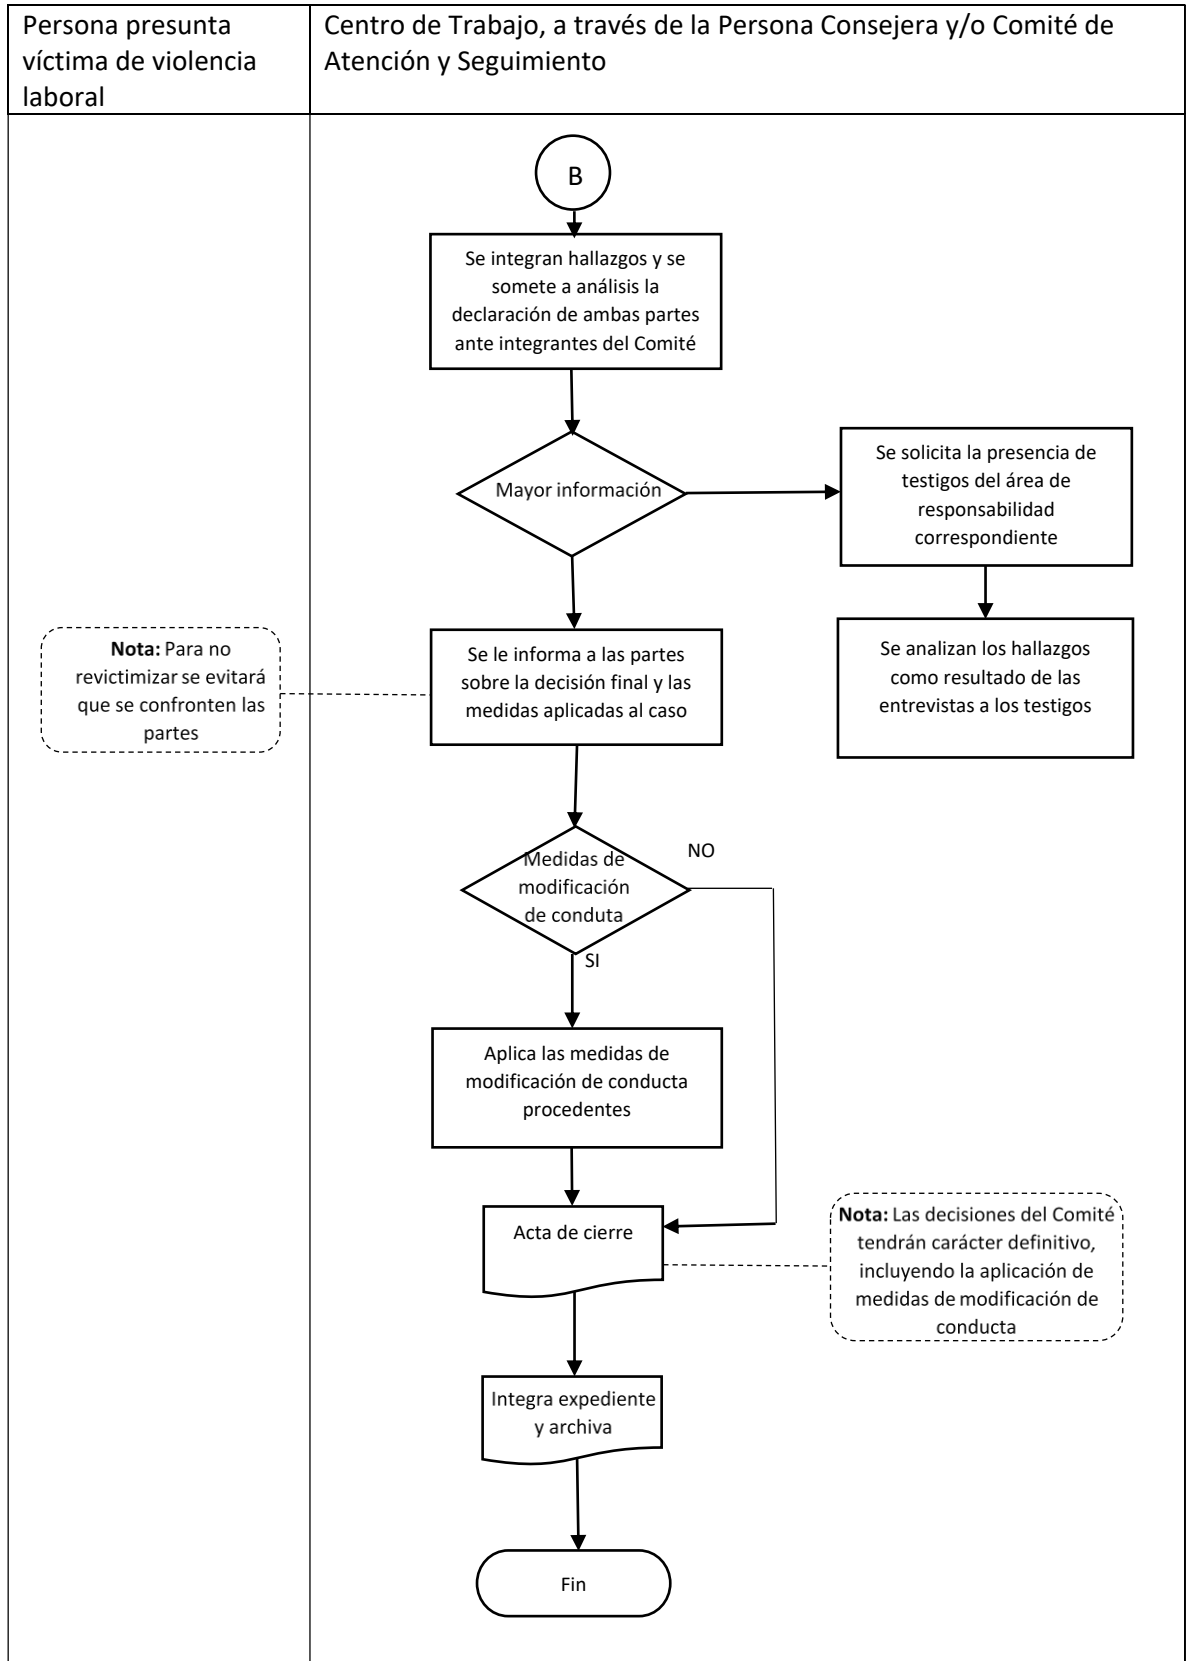 Persona presunta
víctima de violencia
laboral
Centro de Trabajo, a través de la Persona Consejera y/o Comité de
Atención y Seguimiento
B
Se integran hallazgos y se
somete a análisis la
declaración de ambas partes
ante integrantes del Comité
Mayor información
Se solicita la presencia de
testigos del área de
responsabilidad
correspondiente
Se analizan los hallazgos
como resultado de las
entrevistas a los testigos
Nota: Para no
revictimizar se evitará
que se confronten las
partes
Se le informa a las partes
sobre la decisión final y las
medidas aplicadas al caso
Medidas de
modificación
de conduta
NO
SI
Aplica las medidas de
modificación de conducta
procedentes
Acta de cierre
Nota: Las decisiones del Comité
tendrán carácter definitivo,
incluyendo la aplicación de
medidas de modificación de
conducta
Integra expediente
y archiva
Fin